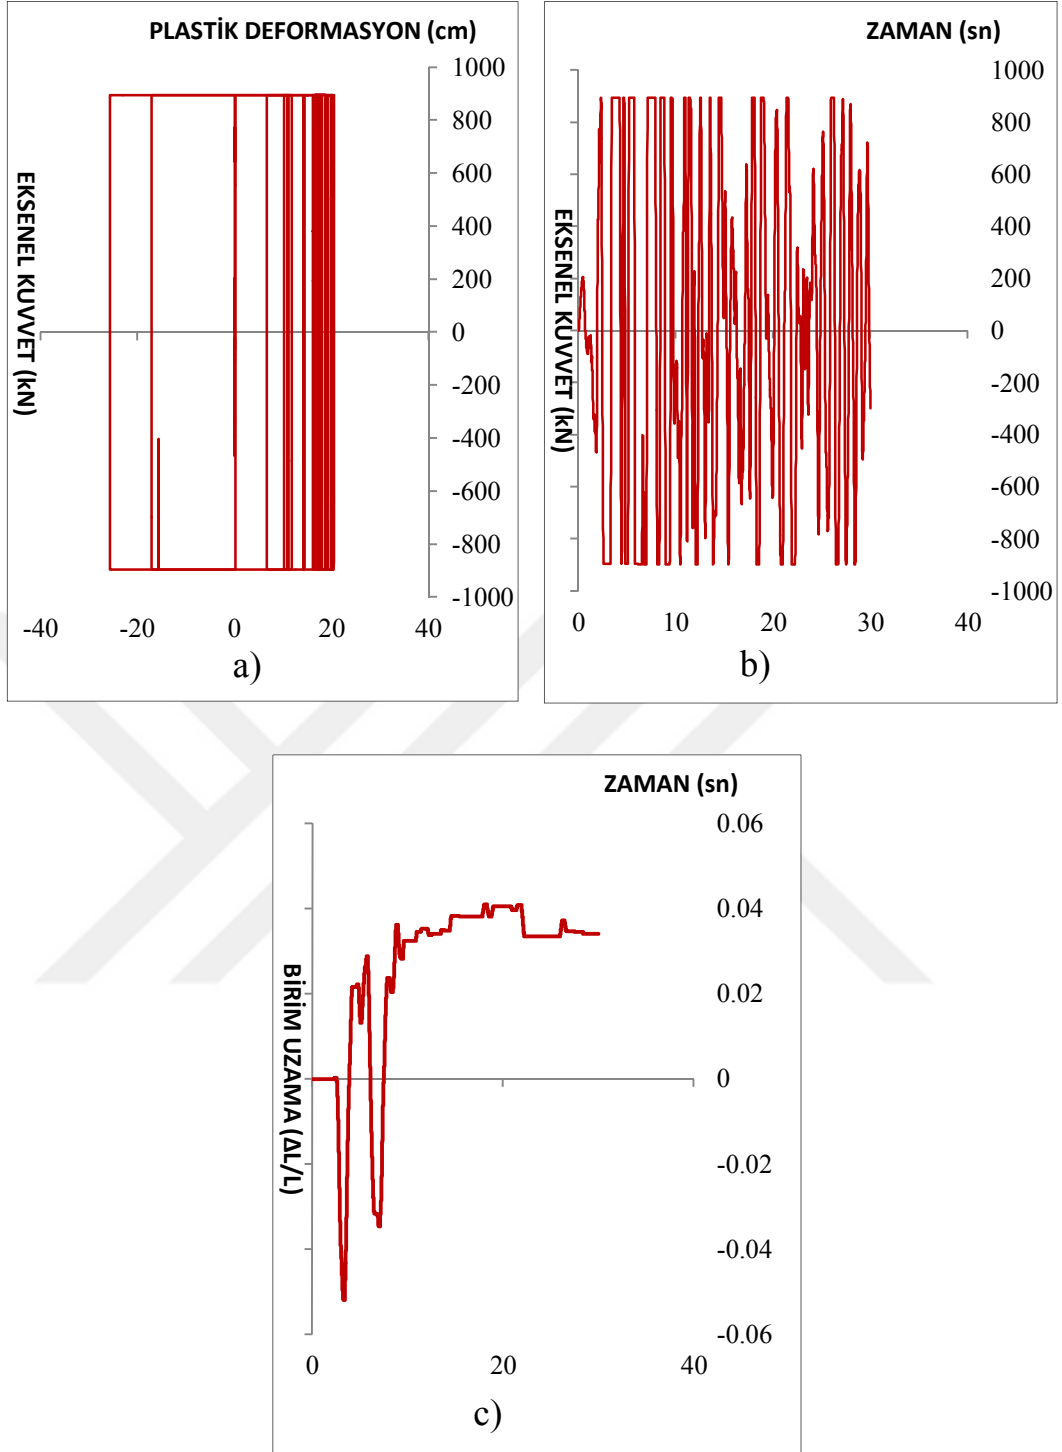 PLASTİK DEFORMASYON (cm)
EKSENEL KUVVET (kN)
1000
800
600
400
200
0
-200
-400
-600
-800
-1000
-40 -20 0 20 40
a)
ZAMAN (sn)
EKSENEL KUVVET (kN)
1000
800
600
400
200
0
-200
-400
-600
-800
-1000
0 10 20 30 40
b)
ZAMAN (sn)
BİRİM UZAMA (ΔL/L)
0.06
0.04
0.02
0
-0.02
-0.04
-0.06
0 20 40
c)